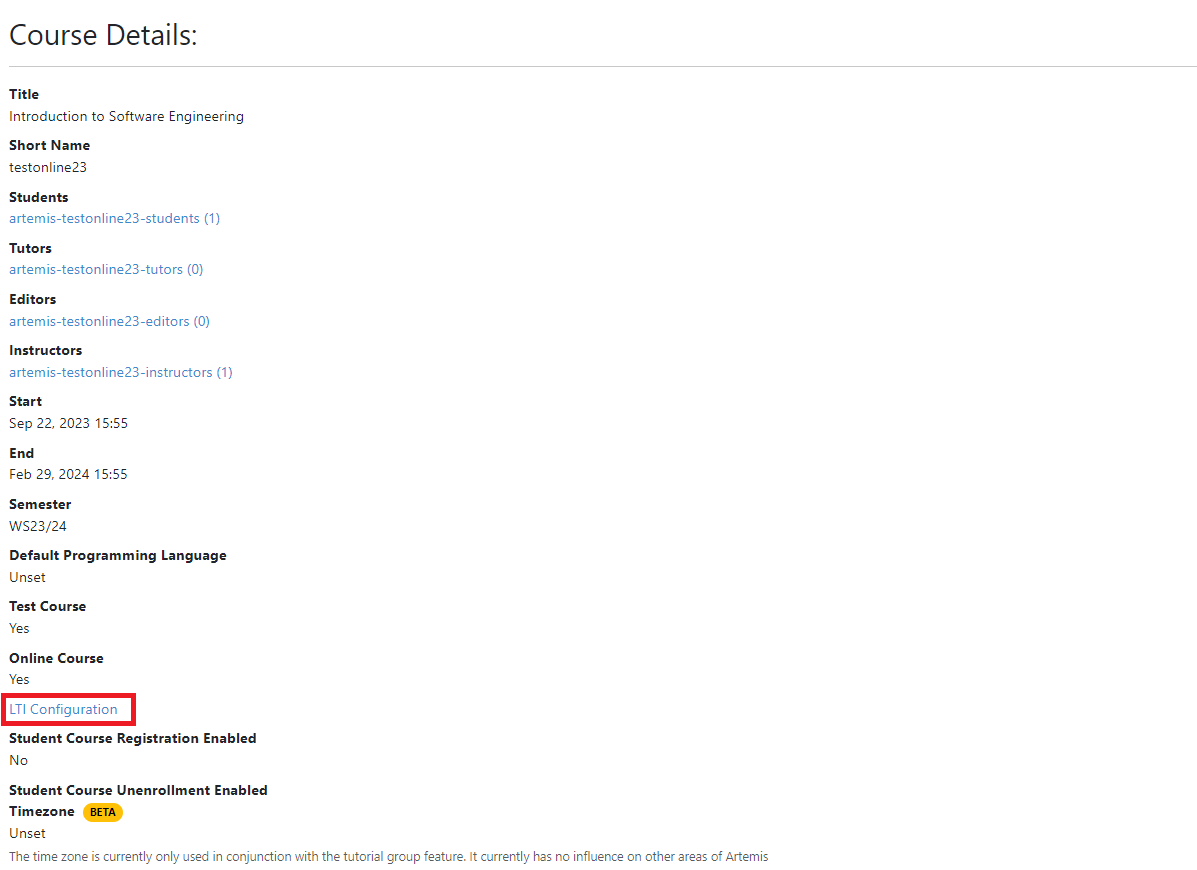 Course Details:
Title
Introduction to Software Engineering
Short Name
testonline23
Students
artemis-testonline23-students (1)
Tutors
artemis-testonline23-tutors (0)
Editors
artemis-testonline23-editors (0)
Instructors
artemis-testonline23-instructors (1)
Start
Sep 22, 2023 15:55
End
Feb 29, 2024 15:55
Semester
WS23/24
Default Programming Language
Unset
Test Course
Yes
Online Course
Yes
LTI Configuration
Student Course Registration Enabled
No
Student Course Unenrollment Enabled
Timezone BETA
Unset
The time zone is currently only used in conjunction with the tutorial group feature. It currently has no influence on other areas of Artemis